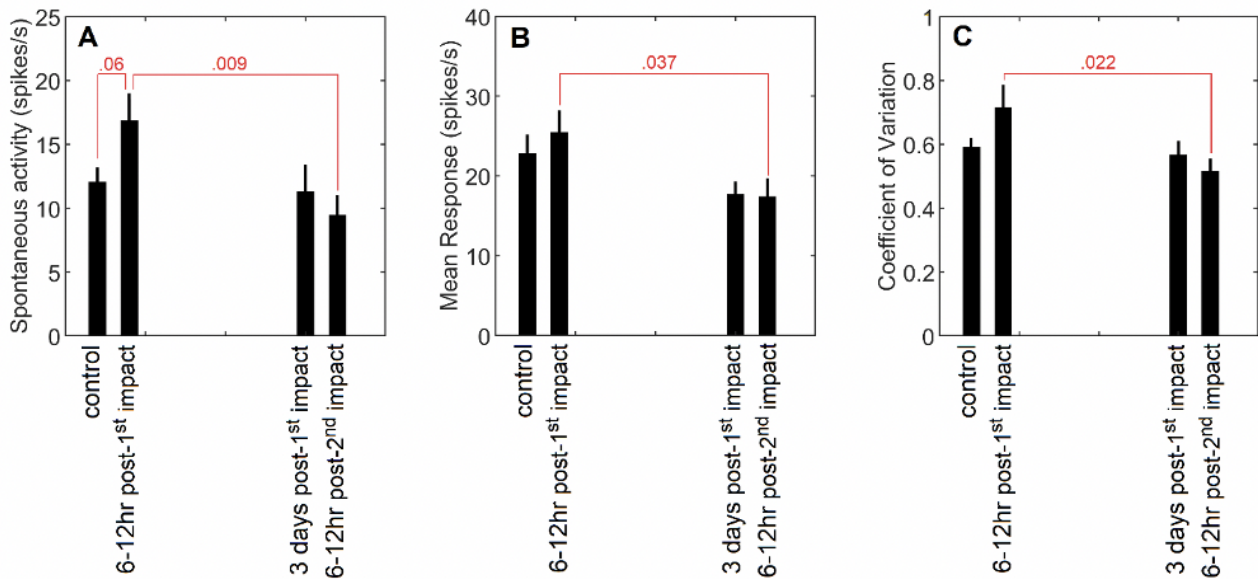 A
Spontaneous activity (spikes/s)
25
20
15
10
5
0
.06
.009
control
6-12hr post-1st impact
3 days post-1st impact
6-12hr post-2nd impact
B
Mean Response (spikes/s)
40
30
20
10
0
.037
control
6-12hr post-1st impact
3 days post-1st impact
6-12hr post-2nd impact
C
Coefficient of Variation
1
0.8
0.6
0.4
0.2
0
.022
control
6-12hr post-1st impact
3 days post-1st impact
6-12hr post-2nd impact